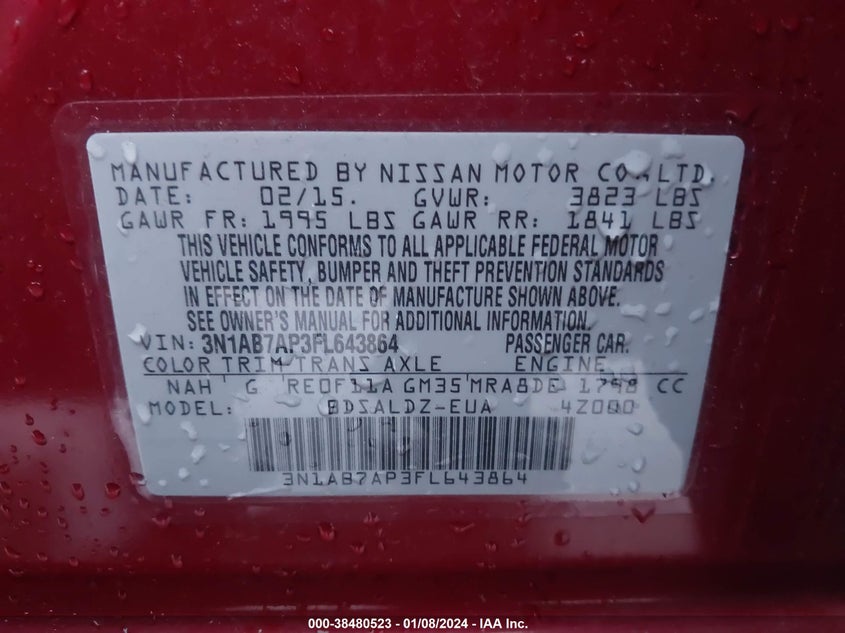 MANUFACTURED BY NISSAN MOTOR CO., LTD.
DATE: 02/15. GVWR: 3823 LBS
GAWR FR: 1995 LBS GAWR RR: 1841 LBS
THIS VEHICLE CONFORMS TO ALL APPLICABLE FEDERAL MOTOR
VEHICLE SAFETY, BUMPER AND THEFT PREVENTION STANDARDS
IN EFFECT ON THE DATE OF MANUFACTURE SHOWN ABOVE.
SEE OWNER'S MANUAL FOR ADDITIONAL INFORMATION
VIN: 3N1AB7AP3FL643864 PASSENGER CAR.
COLOR TRIM TRANS AXLE ENGINE
NAH G RE0F11A GM35 MRA8DE 1798 CC
MODEL: BDSALDZ-EUA 4Z000
3N1AB7AP3FL643864
000-38480523 - 01/08/2024 - IAA Inc.